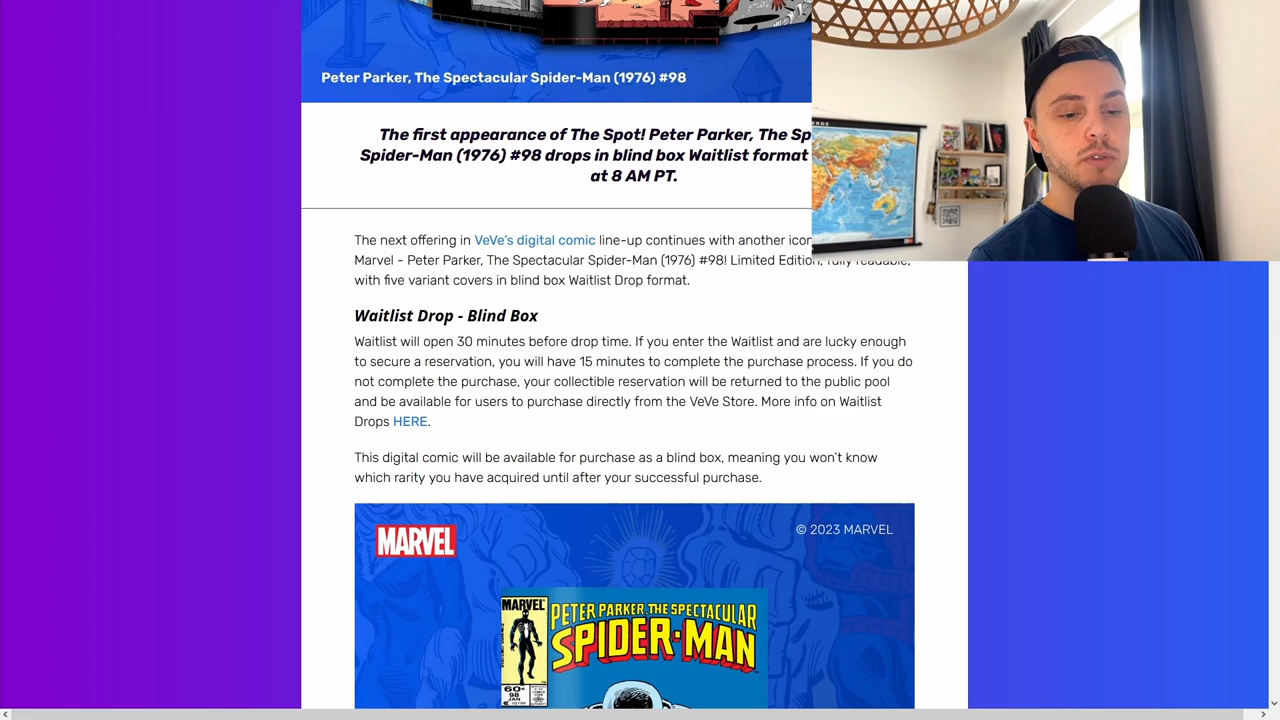 Peter Parker, The Spectacular Spider-Man (1976) #98
The first appearance of The Spot! Peter Parker, The Sp
Spider-Man (1976) #98 drops in blind box Waitlist format
at 8 AM PT.
The next offering in VeVe's digital comic line-up continues with another icon
Marvel - Peter Parker, The Spectacular Spider-Man (1976) #98! Limited Edition, fully readable,
with five variant covers in blind box Waitlist Drop format.
Waitlist Drop - Blind Box
Waitlist will open 30 minutes before drop time. If you enter the Waitlist and are lucky enough
to secure a reservation, you will have 15 minutes to complete the purchase process. If you do
not complete the purchase, your collectible reservation will be returned to the public pool
and be available for users to purchase directly from the VeVe Store. More info on Waitlist
Drops HERE.
This digital comic will be available for purchase as a blind box, meaning you won't know
which rarity you have acquired until after your successful purchase.
MARVEL
© 2023 MARVEL
MARVEL
PETER PARKER, THE SPECTACULAR
SPIDER-MAN
60¢
98
JAN